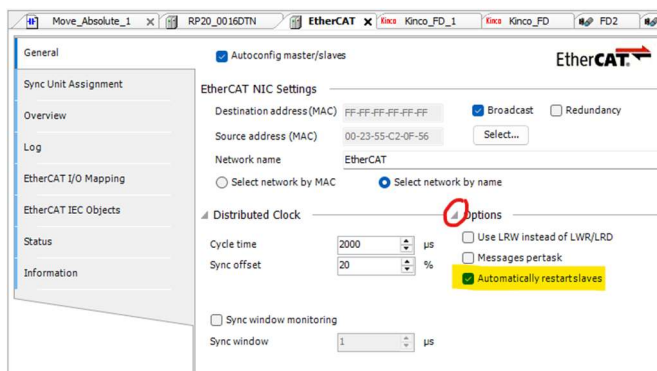 Move_Absolute_1 RP20_0016DTN EtherCAT Kinco Kinco_FD_1 Kinco Kinco_FD FD2
General
Autoconfig master/slaves
EtherCAT
Sync Unit Assignment
EtherCAT NIC Settings
Overview
Destination address(MAC) FF-FF-FF-FF-FF-FF Broadcast Redundancy
Source address (MAC) 00-23-55-C2-0F-56 Select...
Log
Network name EtherCAT
EtherCAT I/O Mapping
Select network by MAC Select network by name
EtherCAT IEC Objects
Distributed Clock Options
Status
Cycle time 2000 µs Use LRW instead of LWR/LRD
Sync offset 20 % Messages pertask
Information
Automatically restart slaves
Sync window monitoring
Sync window 1 µs